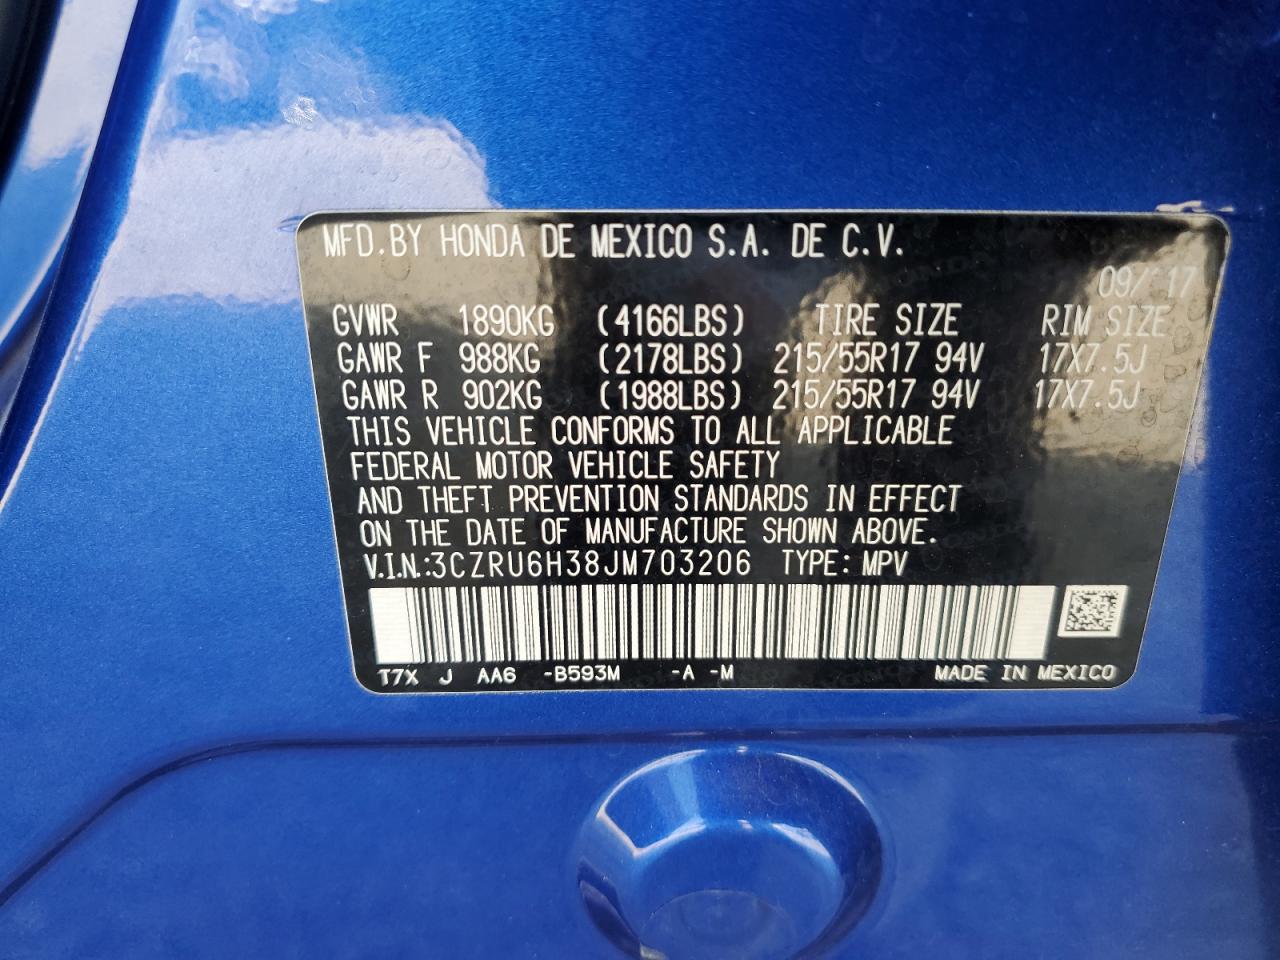 MFD.BY HONDA DE MEXICO S.A. DE C.V.
09/ 17
GVWR 1890KG (4166LBS) TIRE SIZE RIM SIZE
GAWR F 988KG (2178LBS) 215/55R17 94V 17X7.5J
GAWR R 902KG (1988LBS) 215/55R17 94V 17X7.5J
THIS VEHICLE CONFORMS TO ALL APPLICABLE
FEDERAL MOTOR VEHICLE SAFETY
AND THEFT PREVENTION STANDARDS IN EFFECT
ON THE DATE OF MANUFACTURE SHOWN ABOVE.
V.I.N.:3CZRU6H38JM703206 TYPE: MPV
T7X J AA6 -B593M -A -M MADE IN MEXICO